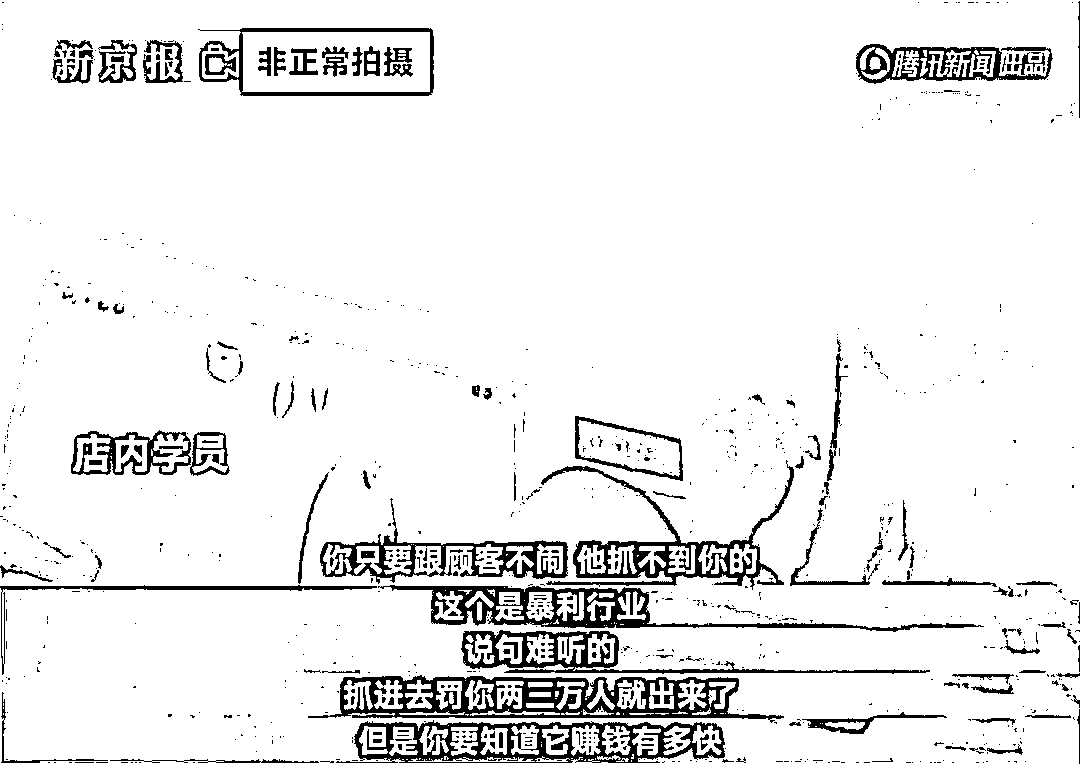 新京报 非正常拍摄
腾讯新闻 出品
店内学员
你只要跟顾客不闹 他抓不到你的
这个是暴利行业
说句难听的
抓进去罚你两三万人就出来了
但是你要知道它赚钱有多快